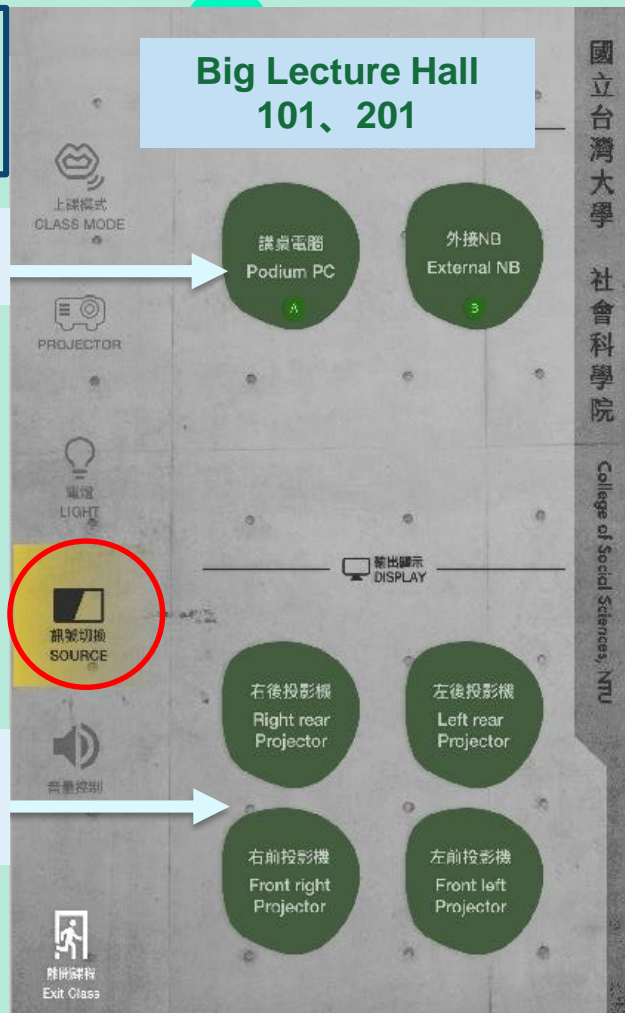 Big Lecture Hall
101、201
上課模式
CLASS MODE
PROJECTOR
電燈
LIGHT
訊號切換
SOURCE
音量控制
離開課程
Exit Class
講桌電腦
Podium PC
A
外接NB
External NB
B
輸出顯示
DISPLAY
右後投影機
Right rear
Projector
左後投影機
Left rear
Projector
右前投影機
Front right
Projector
左前投影機
Front left
Projector
國立台灣大學 社會科學院 College of Social Sciences, NTU